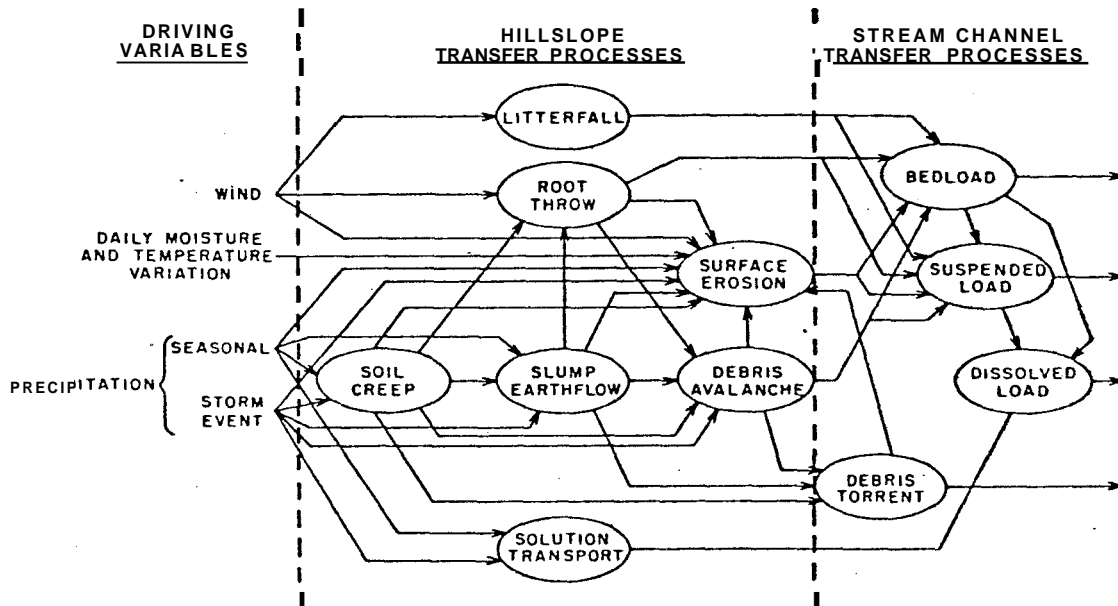 DRIVING
VARIABLES
HILLSLOPE
TRANSFER PROCESSES
STREAM CHANNEL
TRANSFER PROCESSES
LITTERFALL
WIND
ROOT
THROW
BEDLOAD
DAILY MOISTURE
AND TEMPERATURE
VARIATION
SURFACE
EROSION
SUSPENDED
LOAD
PRECIPITATION
SEASONAL
STORM
EVENT
SOIL
CREEP
SLUMP
EARTHFLOW
DEBRIS
AVALANCHE
DISSOLVED
LOAD
DEBRIS
TORRENT
SOLUTION
TRANSPORT